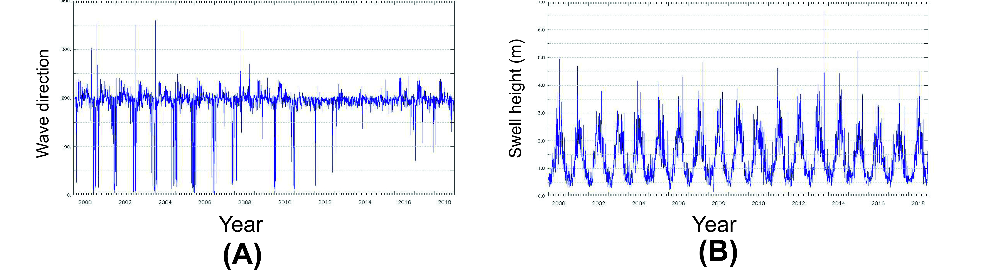 400.
300.
200.
100.
0.
Wave direction
2000 2002 2004 2006 2008 2010 2012 2014 2016 2018
Year
(A)
7.0
6.0
5.0
4.0
3.0
2.0
1.0
0.0
Swell height (m)
2000 2002 2004 2006 2008 2010 2012 2014 2016 2018
Year
(B)